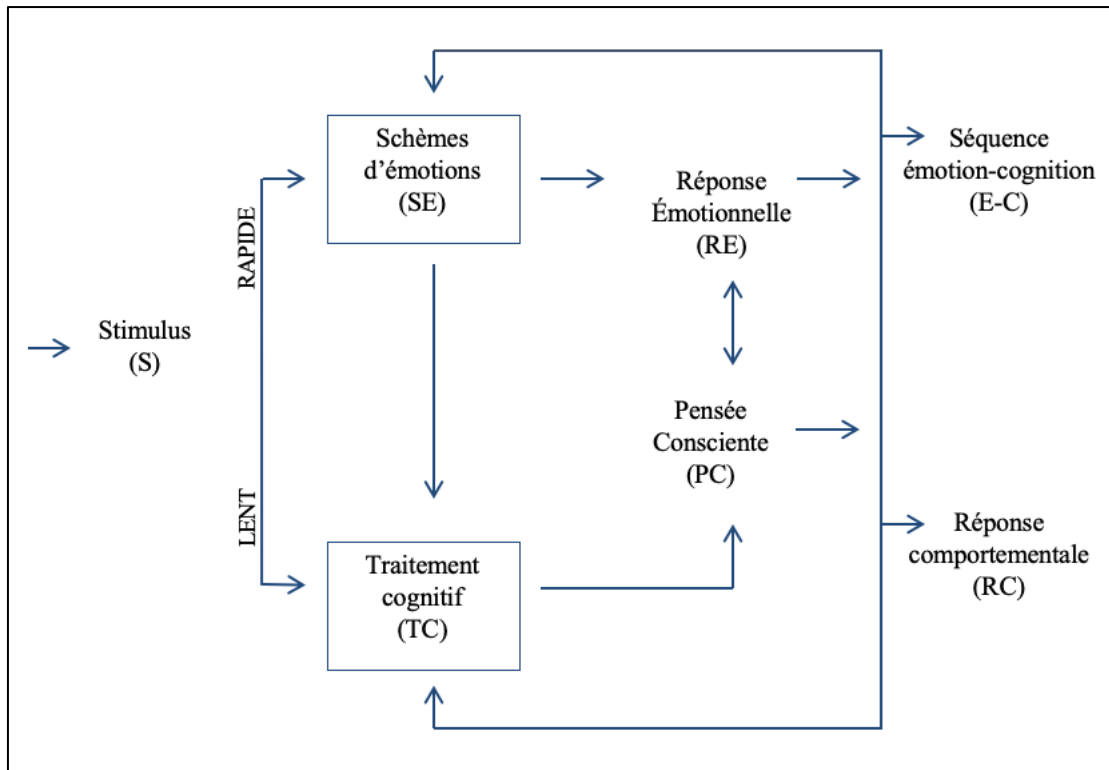 Stimulus
(S)
RAPIDE
LENT
Schèmes
d’émotions
(SE)
Traitement
cognitif
(TC)
Réponse
Émotionnelle
(RE)
Pensée
Consciente
(PC)
Séquence
émotion-cognition
(E-C)
Réponse
comportementale
(RC)